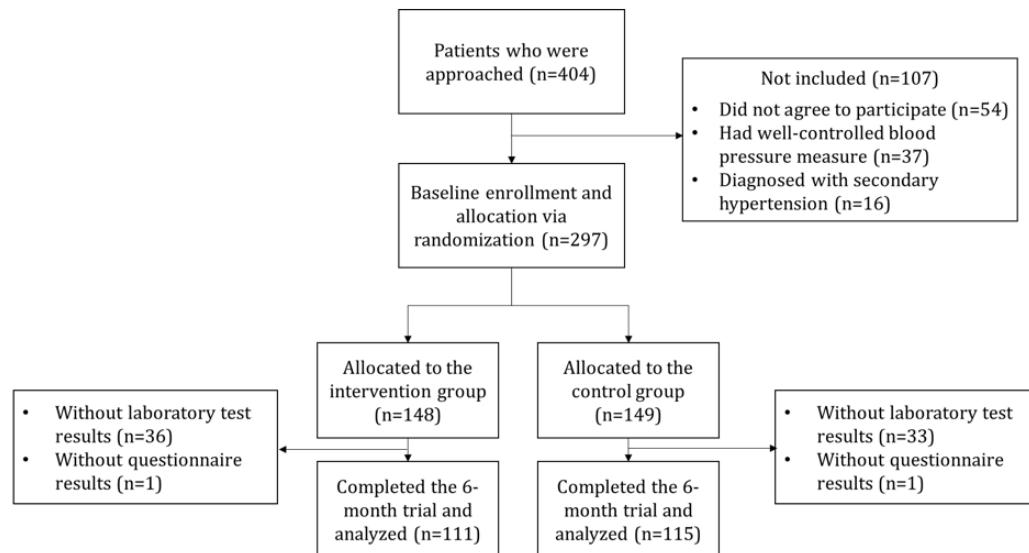 Patients who were
approached (n=404)
Not included (n=107)
• Did not agree to participate (n=54)
• Had well-controlled blood
pressure measure (n=37)
• Diagnosed with secondary
hypertension (n=16)
Baseline enrollment and
allocation via
randomization (n=297)
Allocated to the
intervention group
(n=148)
Allocated to the
control group
(n=149)
• Without laboratory test
results (n=36)
• Without questionnaire
results (n=1)
• Without laboratory test
results (n=33)
• Without questionnaire
results (n=1)
Completed the 6-
month trial and
analyzed (n=111)
Completed the 6-
month trial and
analyzed (n=115)